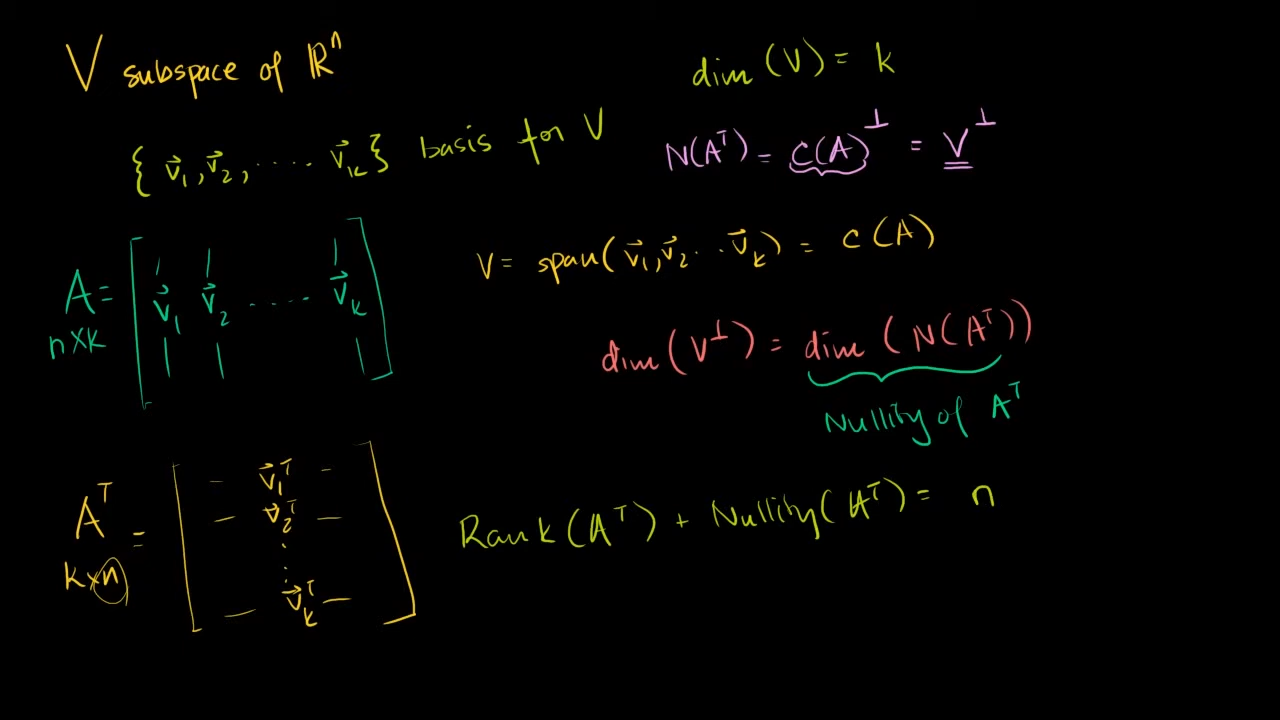 V subspace of ℝⁿ
dim (V) = k
{ v⃗₁, v⃗₂, ..... v⃗ₖ } basis for V
N(Aᵀ) = C(A)^⊥ = V^⊥
V = span(v⃗₁, v⃗₂ .. v⃗ₖ) = C(A)
A = [ v⃗₁ v⃗₂ ..... v⃗ₖ ]
n×k
dim (V^⊥) = dim (N(Aᵀ))
Nullity of Aᵀ
Aᵀ = [ – v⃗₁ᵀ –
– v⃗₂ᵀ –
⋮
– v⃗ₖᵀ – ]
k×n
Rank(Aᵀ) + Nullity(Aᵀ) = n